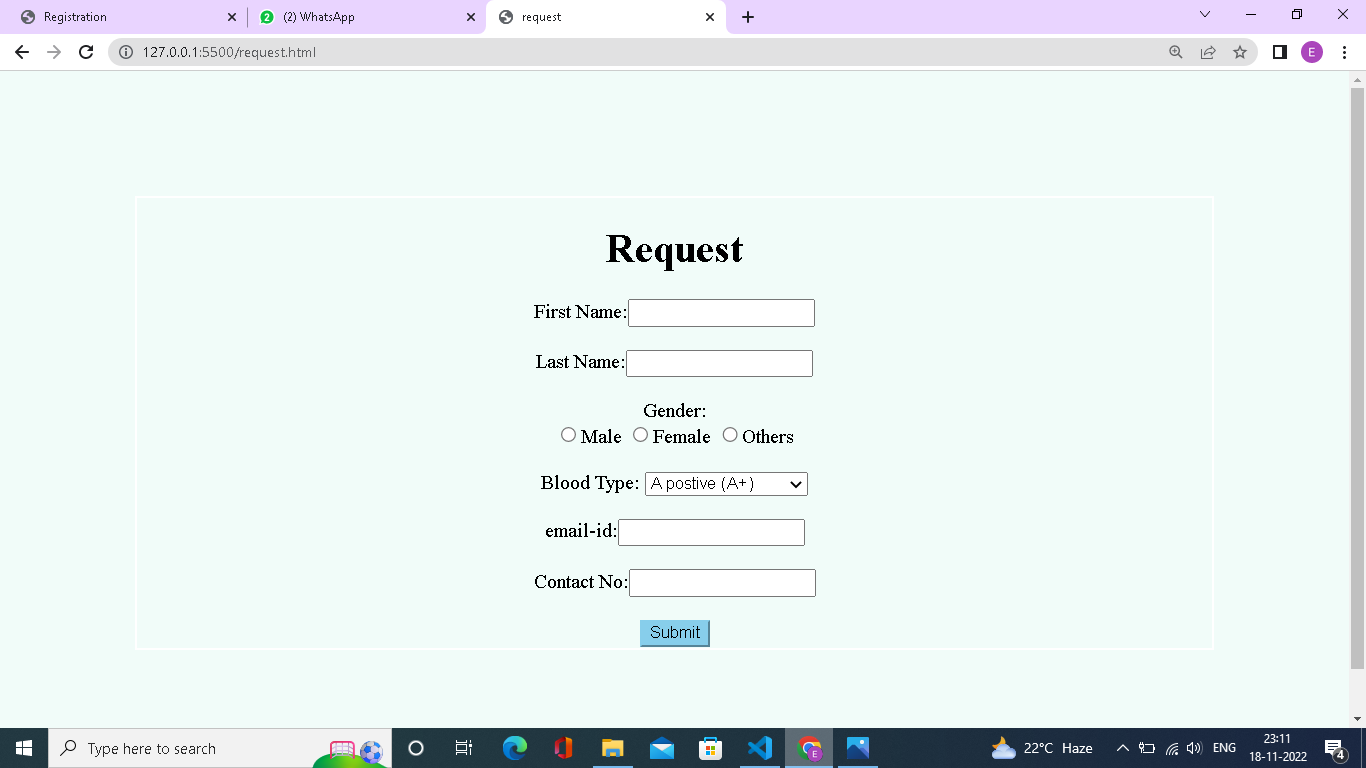 Registration
(2) WhatsApp
request
127.0.0.1:5500/request.html
E
Request
First Name:
Last Name:
Gender:
Male Female Others
Blood Type: A postive (A+)
email-id:
Contact No:
Submit
Type here to search
22°C Haze
ENG
23:11
18-11-2022
4